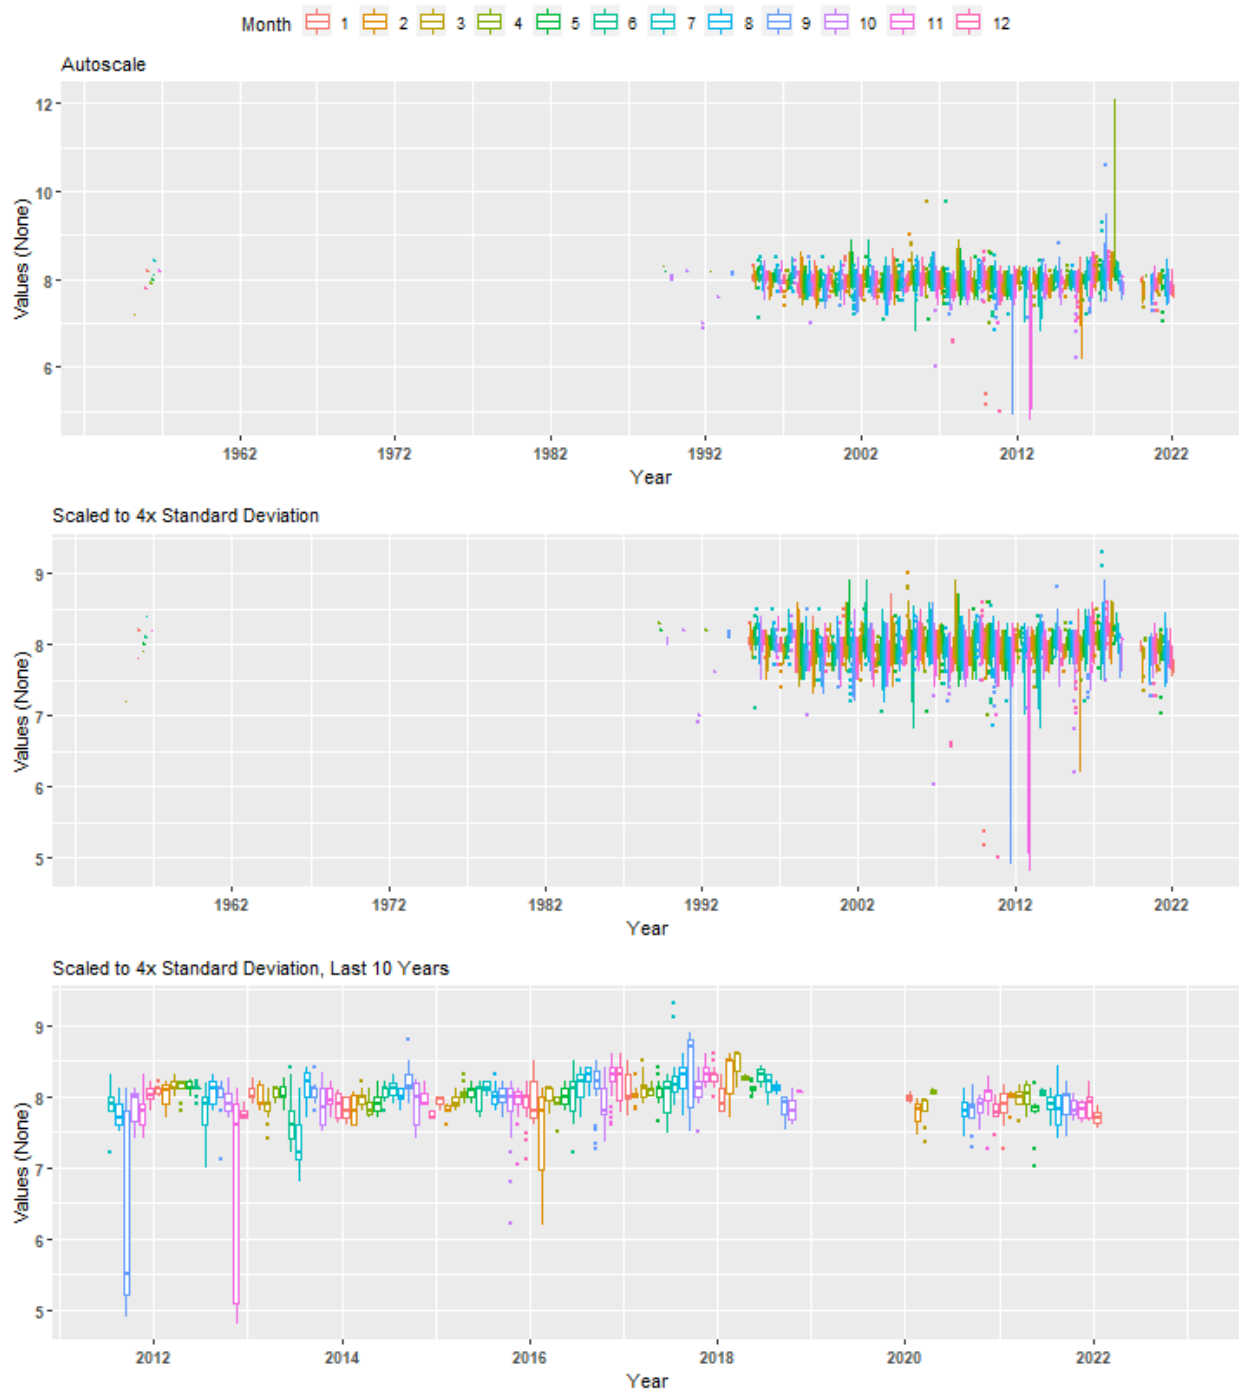 Month 1 2 3 4 5 6 7 8 9 10 11 12
Autoscale
12
10
8
6
Values (None)
1962 1972 1982 1992 2002 2012 2022
Year
Scaled to 4x Standard Deviation
9
8
7
6
5
Values (None)
1962 1972 1982 1992 2002 2012 2022
Year
Scaled to 4x Standard Deviation, Last 10 Years
9
8
7
6
5
Values (None)
2012 2014 2016 2018 2020 2022
Year